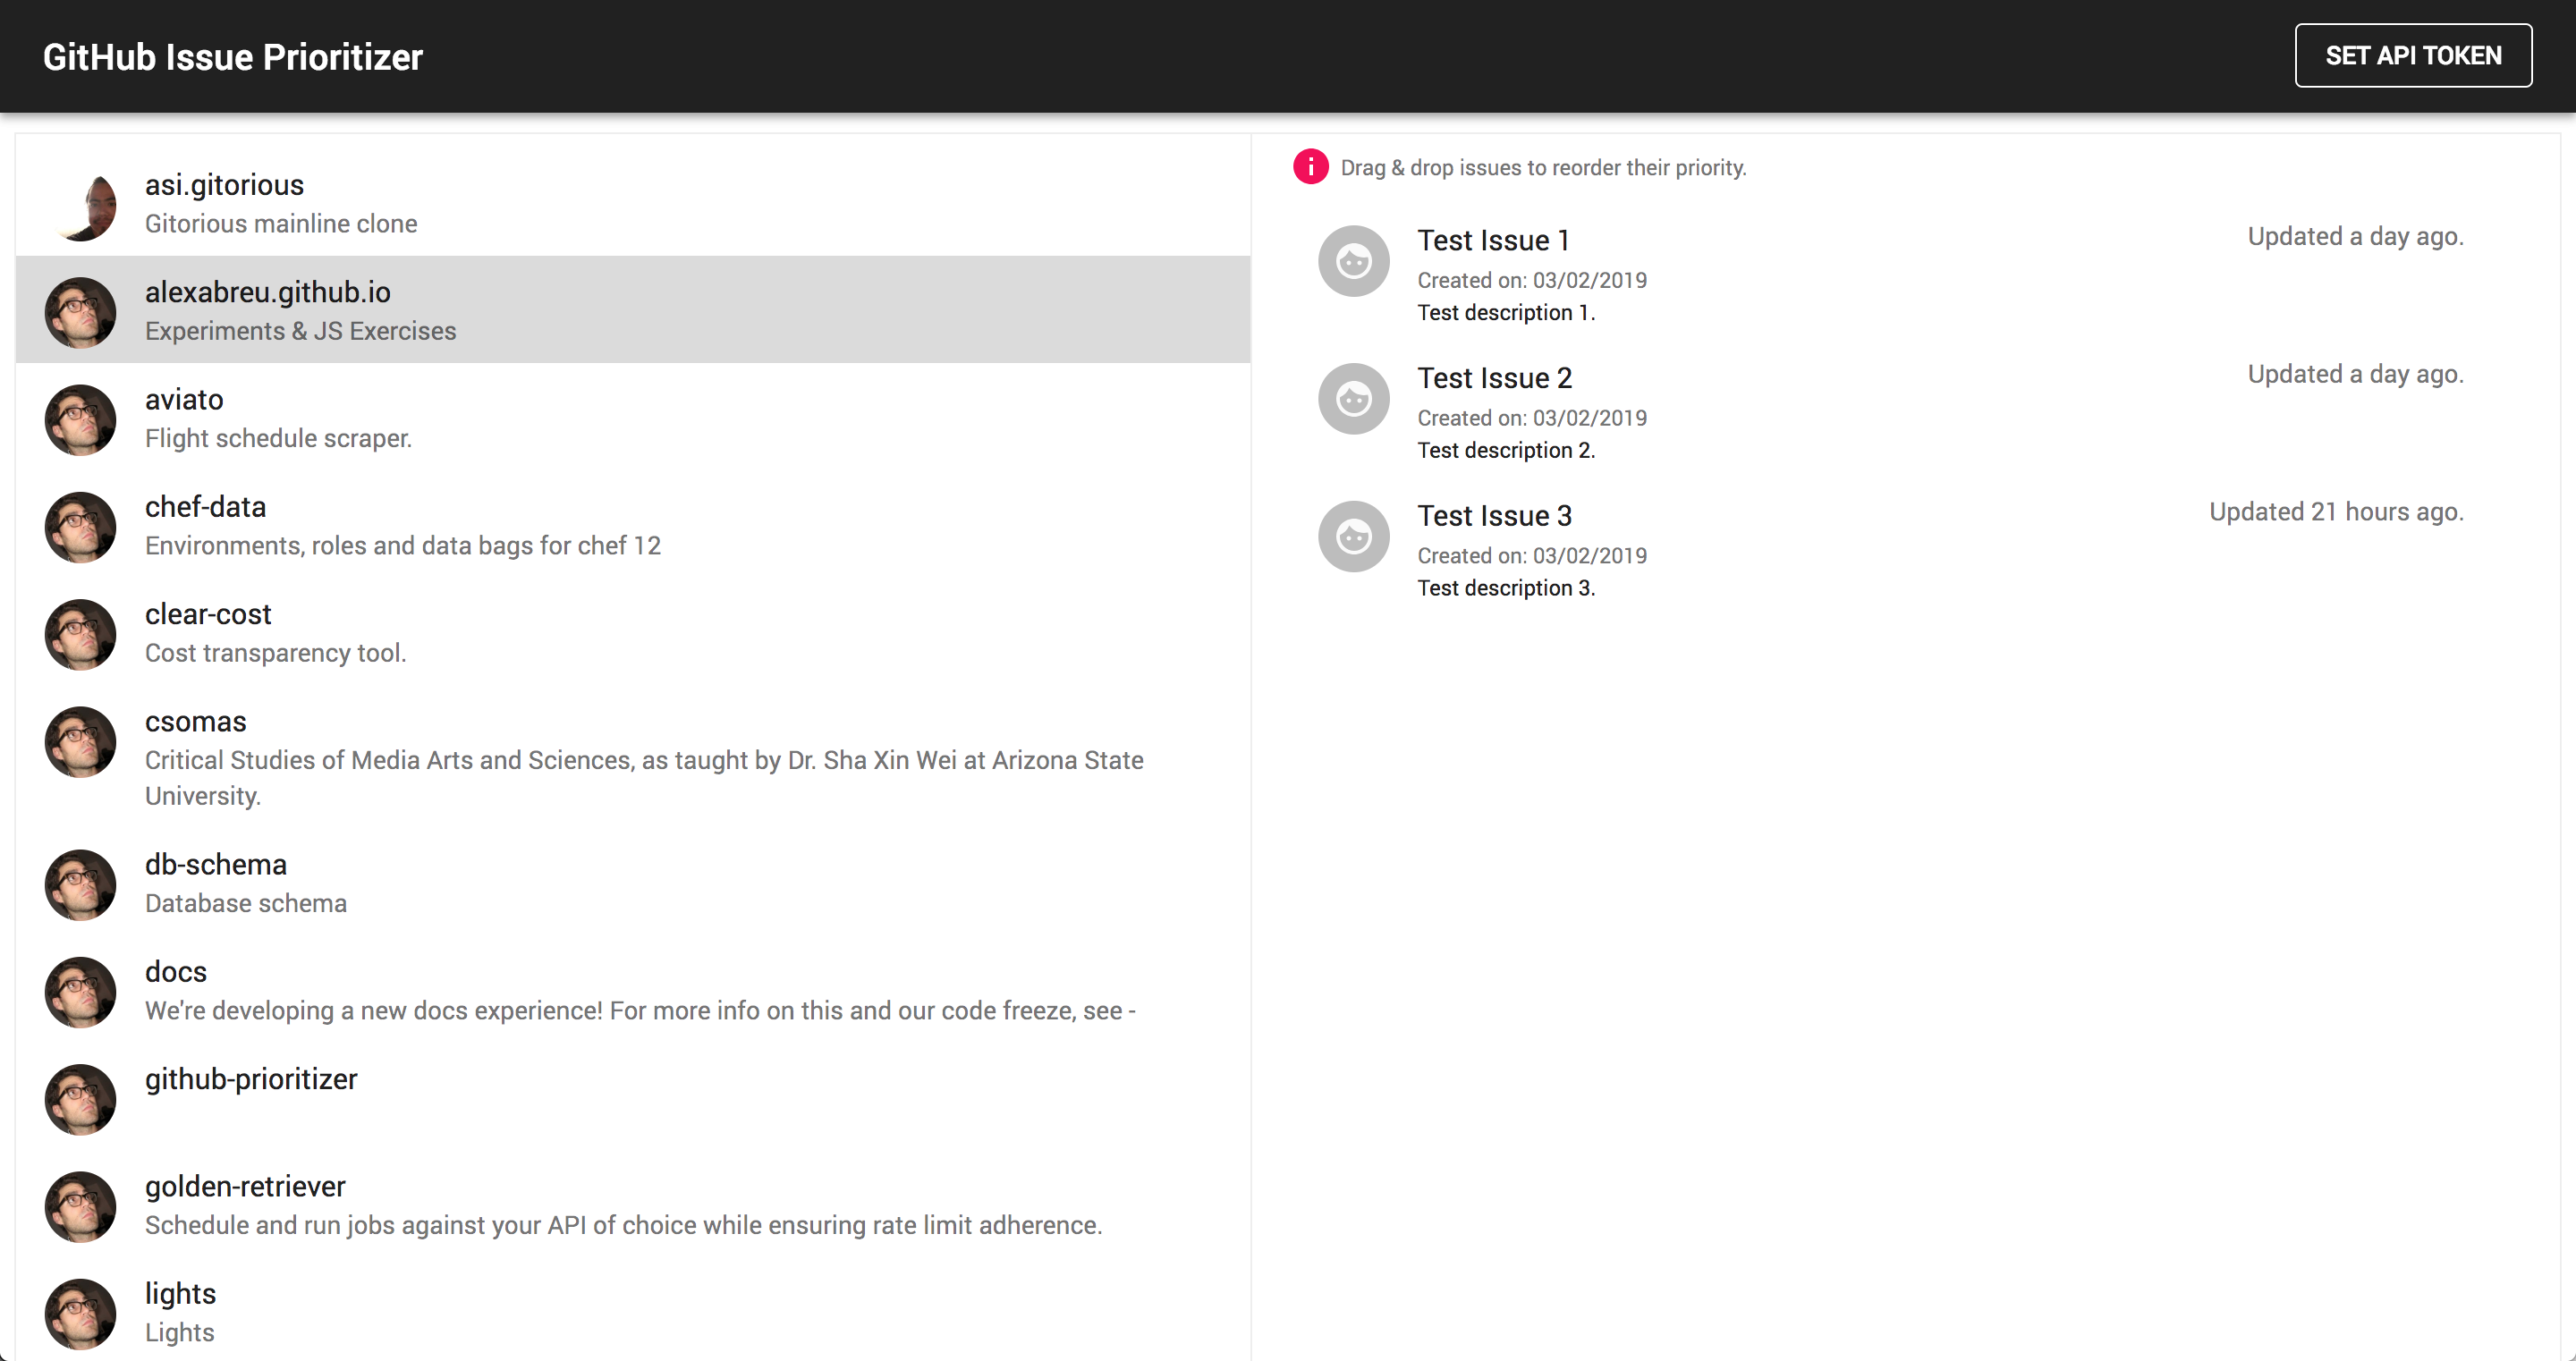 GitHub Issue Prioritizer
SET API TOKEN
asi.gitorious
Gitorious mainline clone
alexabreu.github.io
Experiments & JS Exercises
aviato
Flight schedule scraper.
chef-data
Environments, roles and data bags for chef 12
clear-cost
Cost transparency tool.
csomas
Critical Studies of Media Arts and Sciences, as taught by Dr. Sha Xin Wei at Arizona State
University.
db-schema
Database schema
docs
We're developing a new docs experience! For more info on this and our code freeze, see -
github-prioritizer
golden-retriever
Schedule and run jobs against your API of choice while ensuring rate limit adherence.
lights
Lights
Drag & drop issues to reorder their priority.
Test Issue 1
Updated a day ago.
Created on: 03/02/2019
Test description 1.
Test Issue 2
Updated a day ago.
Created on: 03/02/2019
Test description 2.
Test Issue 3
Updated 21 hours ago.
Created on: 03/02/2019
Test description 3.